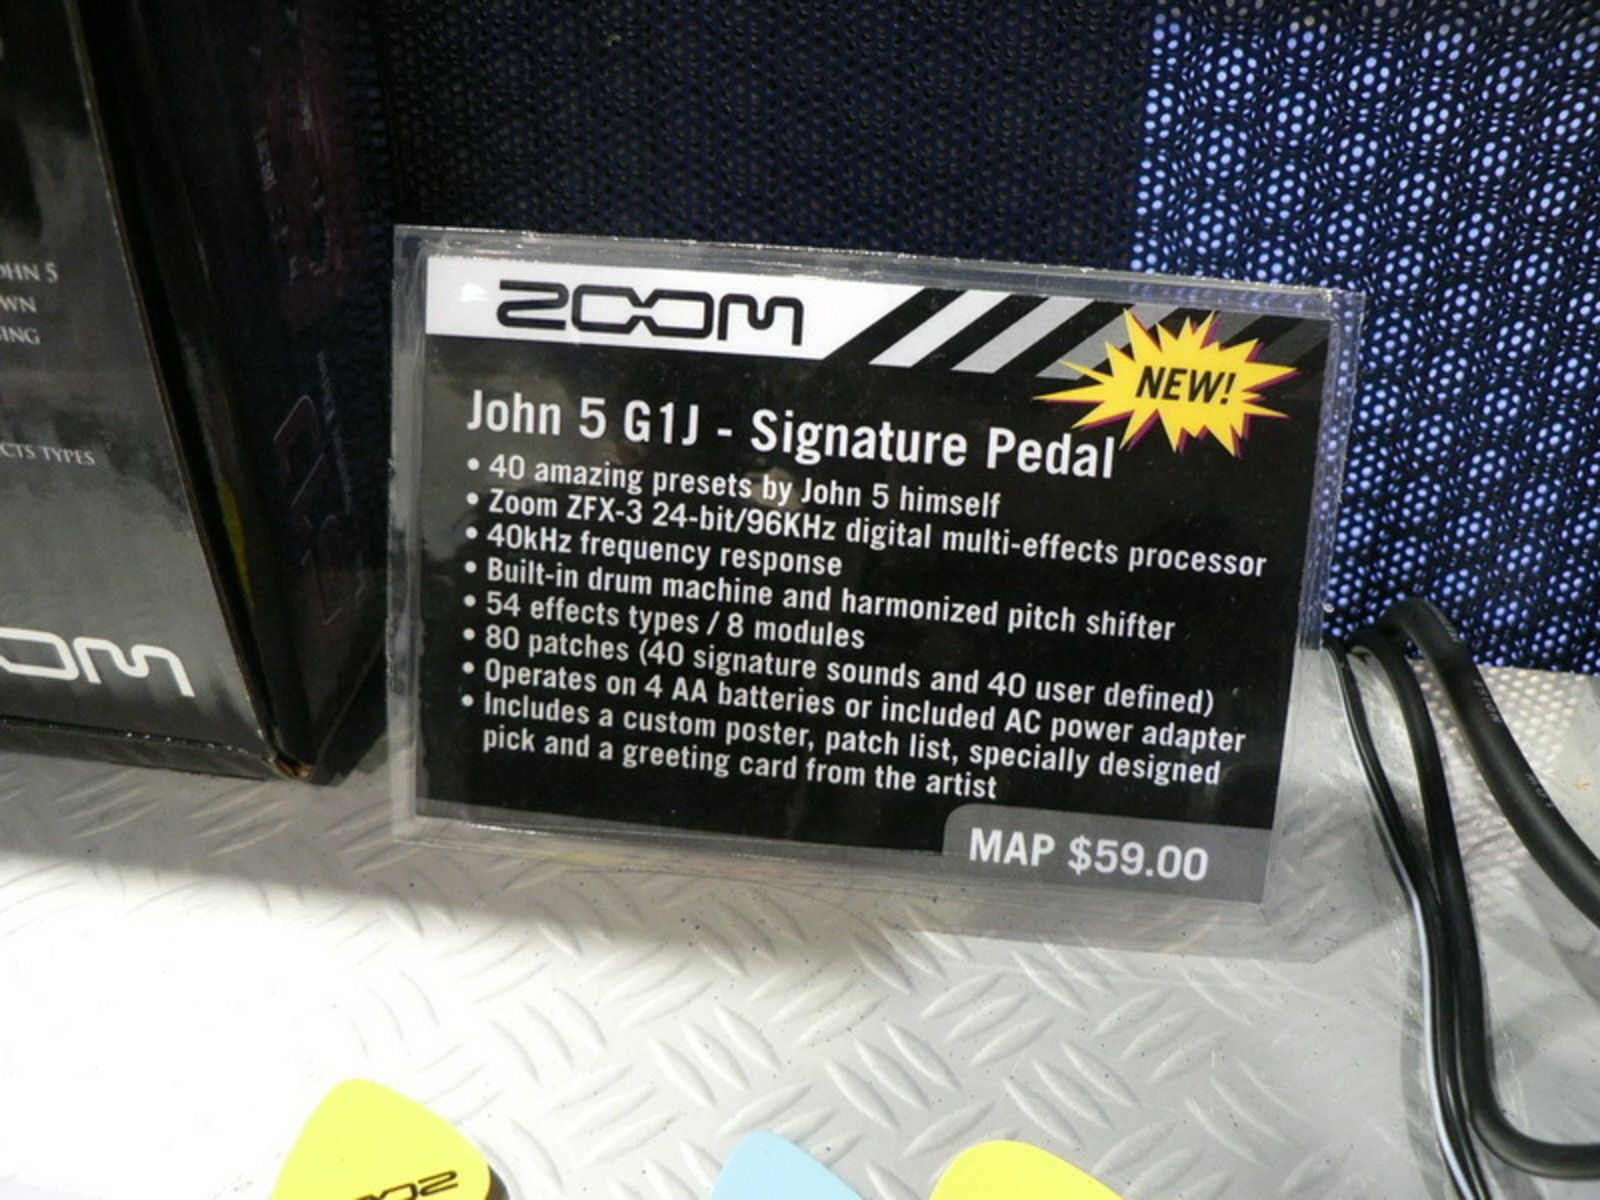 ZOOM
NEW!
John 5 G1J - Signature Pedal
• 40 amazing presets by John 5 himself
• Zoom ZFX-3 24-bit/96KHz digital multi-effects processor
• 40kHz frequency response
• Built-in drum machine and harmonized pitch shifter
• 54 effects types / 8 modules
• 80 patches (40 signature sounds and 40 user defined)
• Operates on 4 AA batteries or included AC power adapter
• Includes a custom poster, patch list, specially designed
pick and a greeting card from the artist
MAP $59.00
OHN 5
WN
ING
CTS TYPES
OOM
ZOO